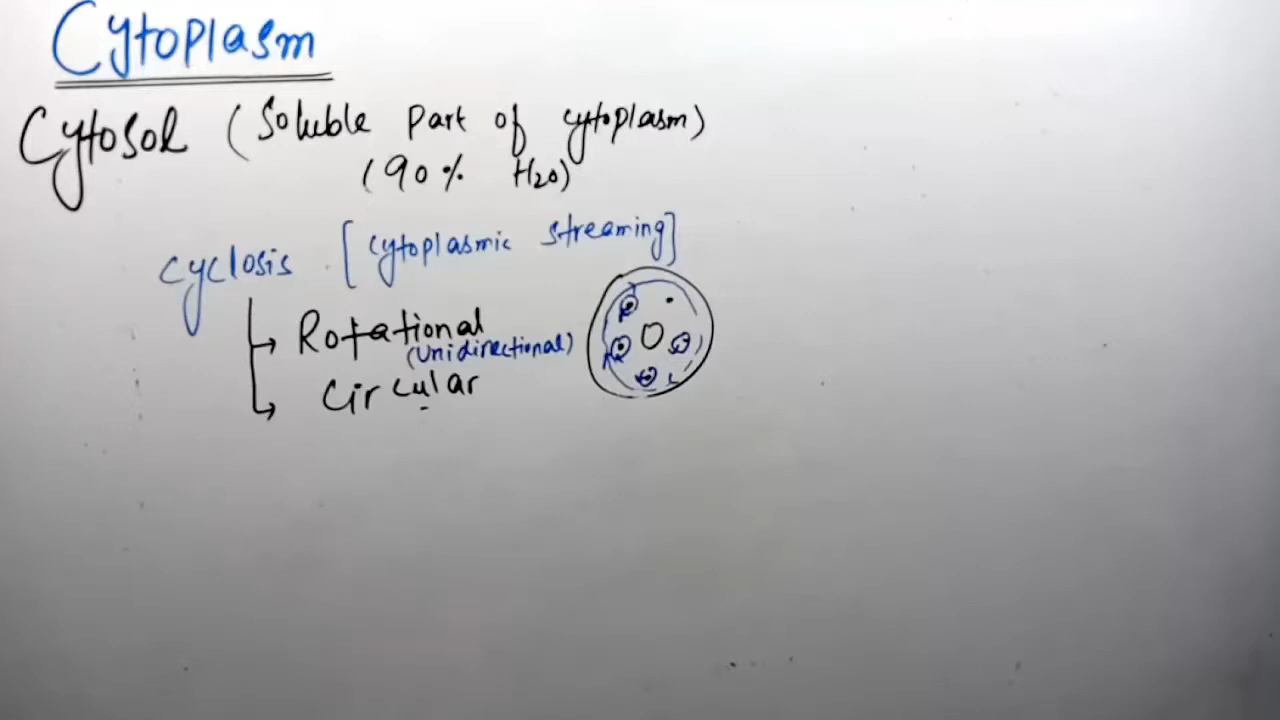 Cytoplasm
Cytosol (Soluble Part of cytoplasm)
(90% H2O)
cyclosis [cytoplasmic streaming]
Rotational
(Unidirectional)
Circular